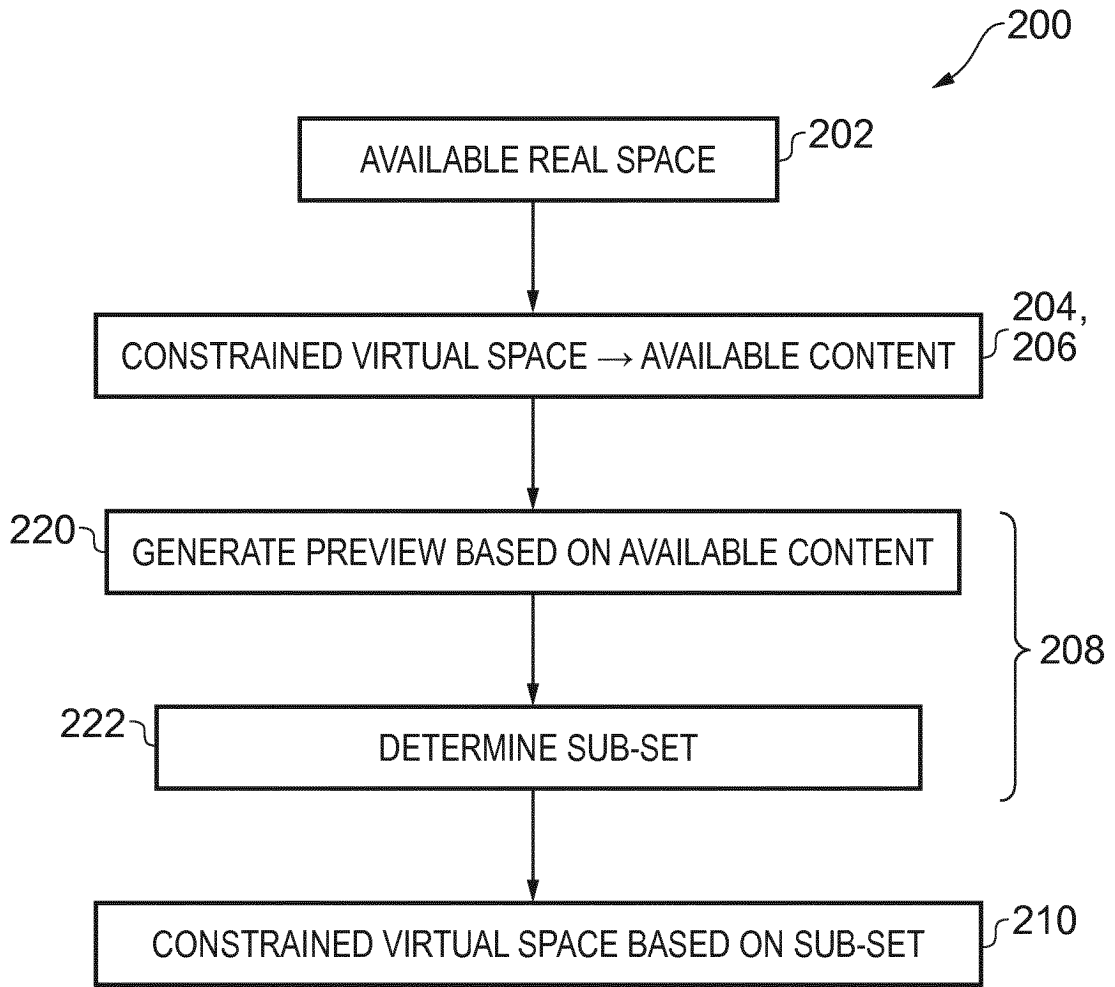 200
AVAILABLE REAL SPACE
202
CONSTRAINED VIRTUAL SPACE → AVAILABLE CONTENT
204,
206
220
GENERATE PREVIEW BASED ON AVAILABLE CONTENT
208
222
DETERMINE SUB-SET
CONSTRAINED VIRTUAL SPACE BASED ON SUB-SET
210